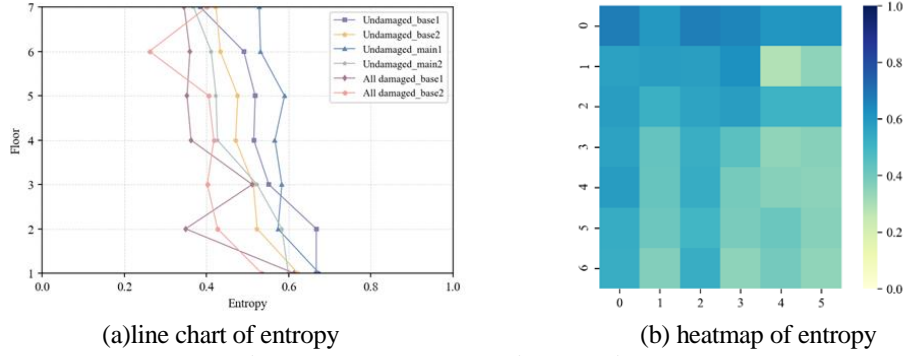 7
6
5
4
3
2
1
Floor
0.0 0.2 0.4 0.6 0.8 1.0
Entropy
Undamaged_base1
Undamaged_base2
Undamaged_main1
Undamaged_main2
All damaged_base1
All damaged_base2
(a)line chart of entropy
0
1
2
3
4
5
6
0 1 2 3 4 5
1.0
0.8
0.6
0.4
0.2
0.0
(b) heatmap of entropy